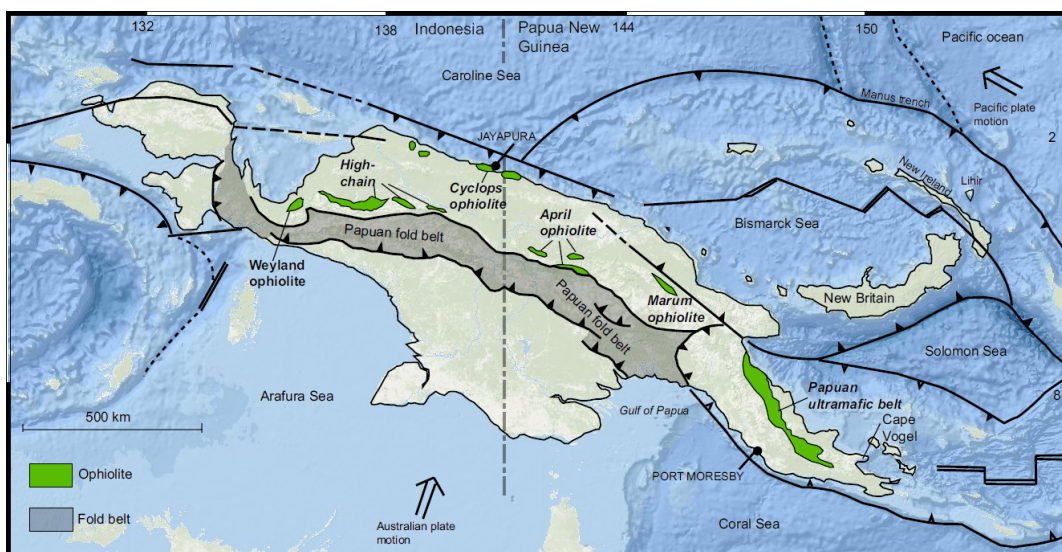 132
138
Indonesia
Papua New
Guinea
144
150
Pacific ocean
Caroline Sea
Manus trench
Pacific plate
motion
2
JAYAPURA
High-
chain
Cyclops
ophiolite
New Ireland
Lihir
Bismarck Sea
April
ophiolite
Papuan fold belt
Weyland
ophiolite
Papuan fold belt
Marum
ophiolite
New Britain
Solomon Sea
Arafura Sea
500 km
Gulf of Papua
Papuan
ultramafic belt
8
Cape
Vogel
PORT MORESBY
Ophiolite
Fold belt
Australian plate
motion
Coral Sea